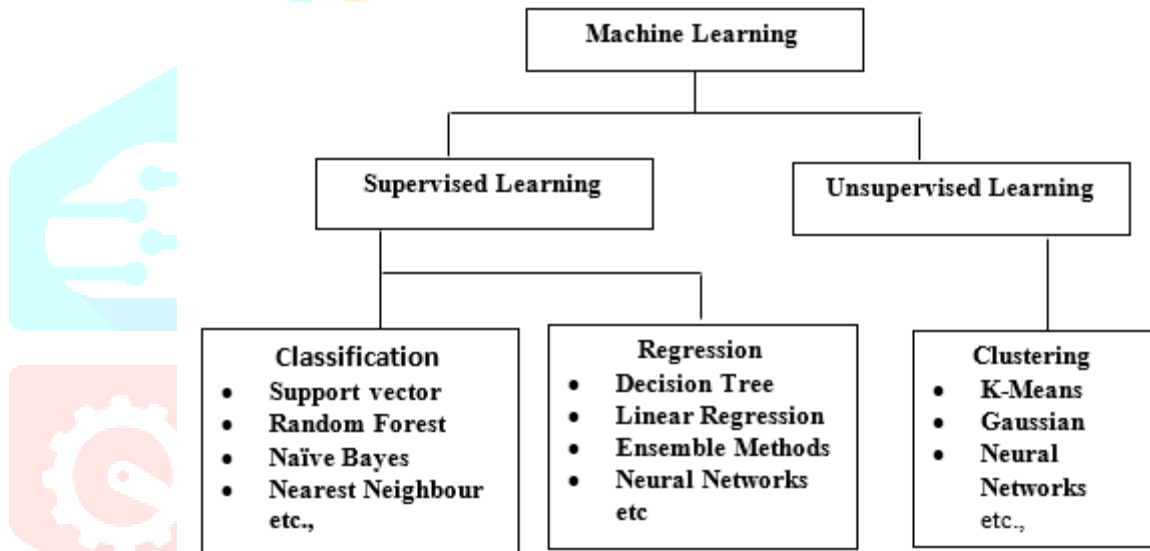 Machine Learning
Supervised Learning
Unsupervised Learning
Classification
• Support vector
• Random Forest
• Naïve Bayes
• Nearest Neighbour
etc.,
Regression
• Decision Tree
• Linear Regression
• Ensemble Methods
• Neural Networks
etc
Clustering
• K-Means
• Gaussian
• Neural
Networks
etc.,